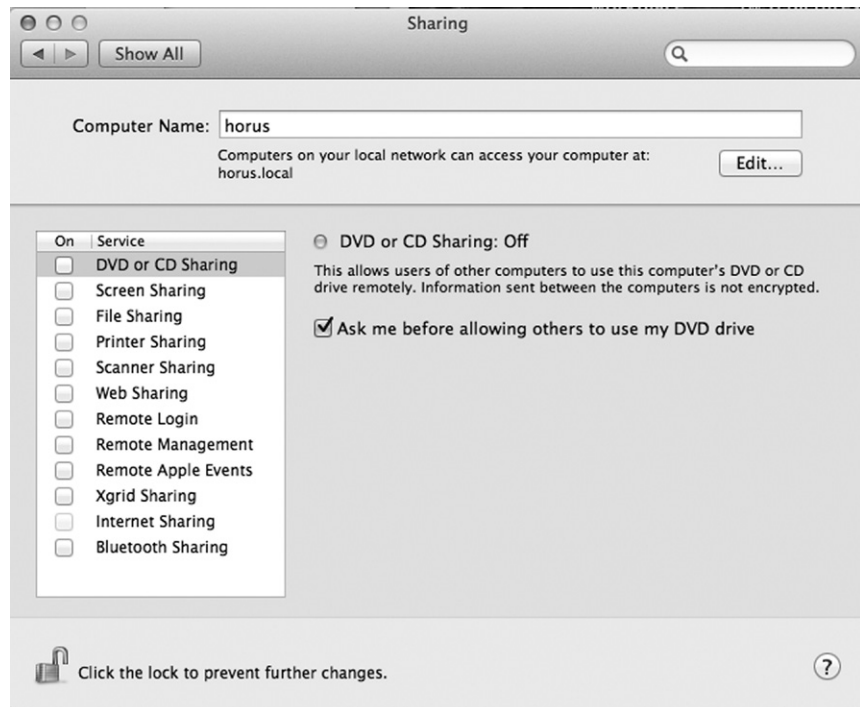 Sharing
Show All
Computer Name: horus
Computers on your local network can access your computer at:
horus.local
Edit...
On Service
DVD or CD Sharing
Screen Sharing
File Sharing
Printer Sharing
Scanner Sharing
Web Sharing
Remote Login
Remote Management
Remote Apple Events
Xgrid Sharing
Internet Sharing
Bluetooth Sharing
DVD or CD Sharing: Off
This allows users of other computers to use this computer's DVD or CD
drive remotely. Information sent between the computers is not encrypted.
Ask me before allowing others to use my DVD drive
Click the lock to prevent further changes.
?